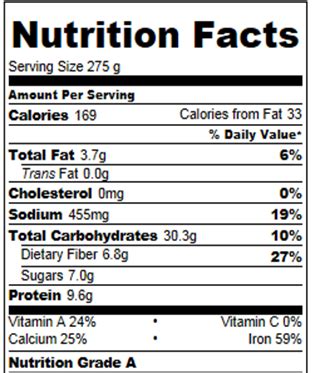 Nutrition Facts
Serving Size 275 g
Amount Per Serving
Calories 169 Calories from Fat 33
% Daily Value*
Total Fat 3.7g 6%
Trans Fat 0.0g
Cholesterol 0mg 0%
Sodium 455mg 19%
Total Carbohydrates 30.3g 10%
Dietary Fiber 6.8g 27%
Sugars 7.0g
Protein 9.6g
Vitamin A 24% • Vitamin C 0%
Calcium 25% • Iron 59%
Nutrition Grade A